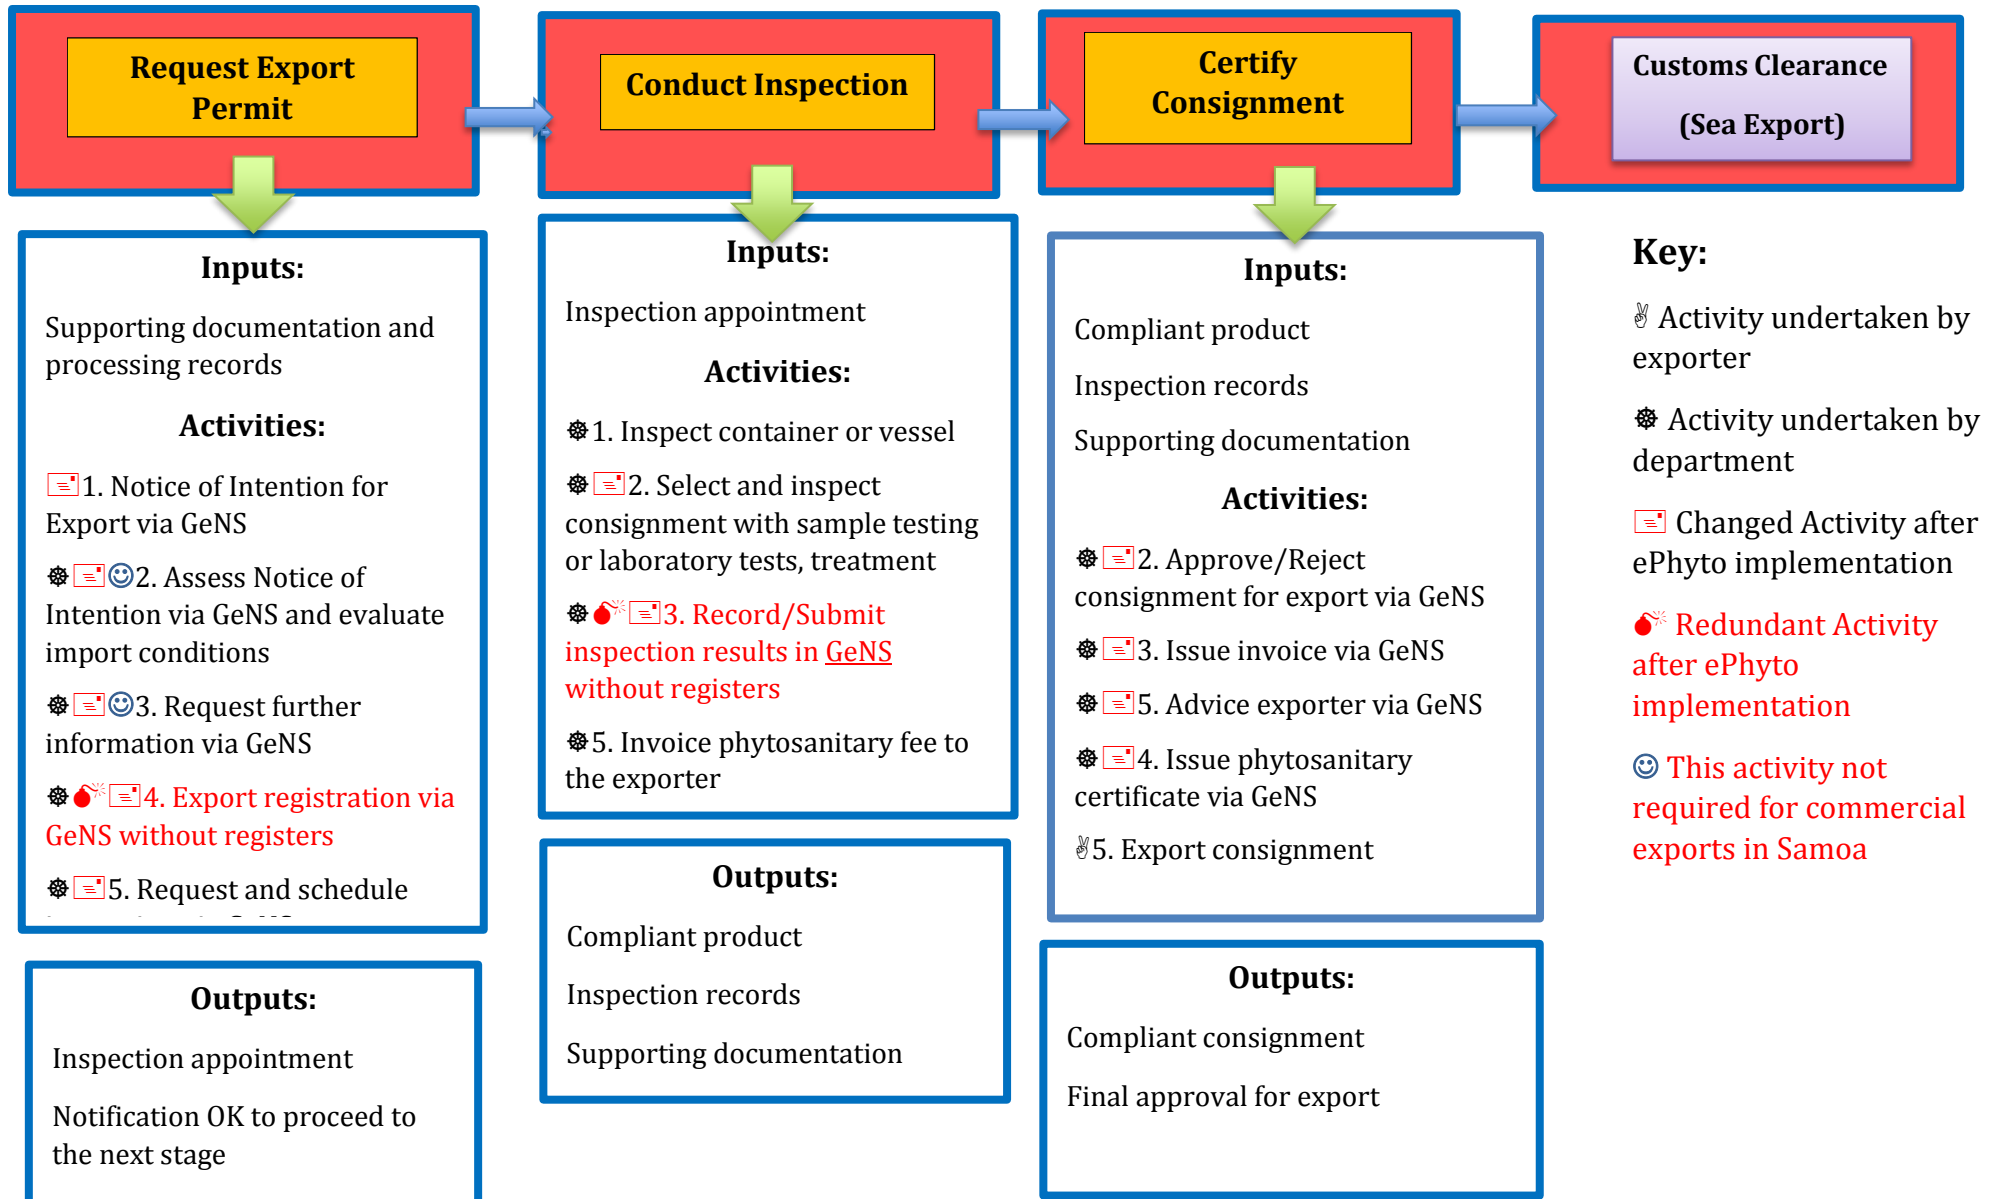 Request Export
Permit
Conduct Inspection
Certify
Consignment
Customs Clearance
(Sea Export)
Inputs:
Supporting documentation and
processing records
Activities:
1. Notice of Intention for
Export via GeNS
2. Assess Notice of
Intention via GeNS and evaluate
import conditions
3. Request further
information via GeNS
4. Export registration via
GeNS without registers
5. Request and schedule
Outputs:
Inspection appointment
Notification OK to proceed to
the next stage
Inputs:
Inspection appointment
Activities:
1. Inspect container or vessel
2. Select and inspect
consignment with sample testing
or laboratory tests, treatment
3. Record/Submit
inspection results in GeNS
without registers
5. Invoice phytosanitary fee to
the exporter
Outputs:
Compliant product
Inspection records
Supporting documentation
Inputs:
Compliant product
Inspection records
Supporting documentation
Activities:
2. Approve/Reject
consignment for export via GeNS
3. Issue invoice via GeNS
5. Advice exporter via GeNS
4. Issue phytosanitary
certificate via GeNS
5. Export consignment
Outputs:
Compliant consignment
Final approval for export
Key:
Activity undertaken by
exporter
Activity undertaken by
department
Changed Activity after
ePhyto implementation
Redundant Activity
after ePhyto
implementation
This activity not
required for commercial
exports in Samoa